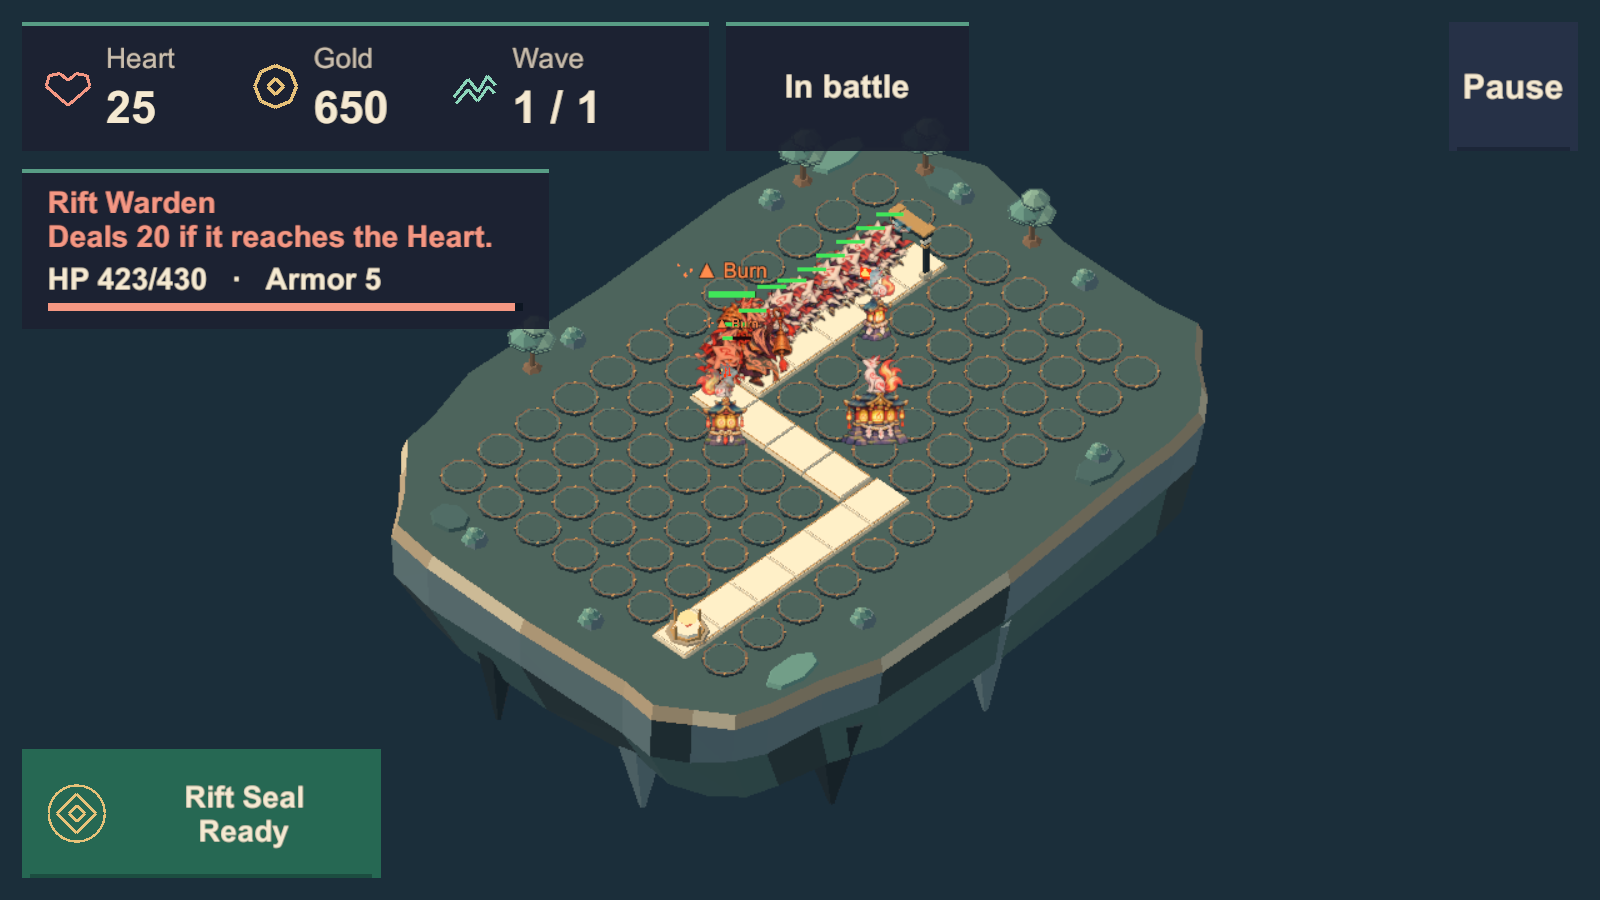 Heart
25
Gold
650
Wave
1 / 1
In battle
Pause
Rift Warden
Deals 20 if it reaches the Heart.
HP 423/430 · Armor 5
▲ Burn
▲ Burn
Rift Seal
Ready